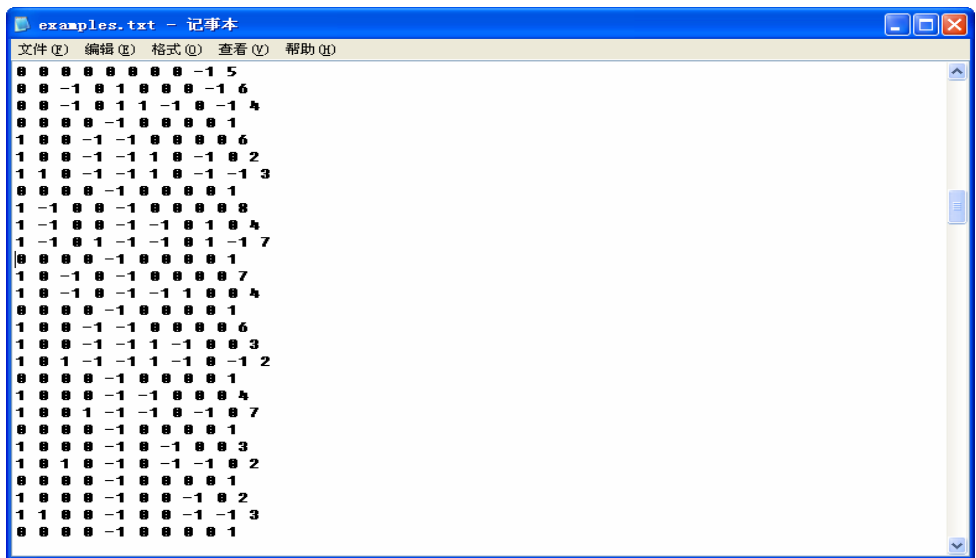 examples.txt - 记事本
文件(F) 编辑(E) 格式(O) 查看(V) 帮助(H)
0 0 0 0 0 0 0 0 -1 5
0 0 -1 0 1 0 0 0 -1 6
0 0 -1 0 1 1 -1 0 -1 4
0 0 0 0 -1 0 0 0 0 1
1 0 0 -1 -1 0 0 0 0 6
1 0 0 -1 -1 1 0 -1 0 2
1 1 0 -1 -1 1 0 -1 -1 3
0 0 0 0 -1 0 0 0 0 1
1 -1 0 0 -1 0 0 0 0 8
1 -1 0 0 -1 -1 0 1 0 4
1 -1 0 1 -1 -1 0 1 -1 7
0 0 0 0 -1 0 0 0 0 1
1 0 -1 0 -1 0 0 0 0 7
1 0 -1 0 -1 -1 1 0 0 4
0 0 0 0 -1 0 0 0 0 1
1 0 0 -1 -1 0 0 0 0 6
1 0 0 -1 -1 1 -1 0 0 3
1 0 1 -1 -1 1 -1 0 -1 2
0 0 0 0 -1 0 0 0 0 1
1 0 0 0 -1 -1 0 0 0 4
1 0 0 1 -1 -1 0 -1 0 7
0 0 0 0 -1 0 0 0 0 1
1 0 0 0 -1 0 -1 0 0 3
1 0 1 0 -1 0 -1 -1 0 2
0 0 0 0 -1 0 0 0 0 1
1 0 0 0 -1 0 0 -1 0 2
1 1 0 0 -1 0 0 -1 -1 3
0 0 0 0 -1 0 0 0 0 1